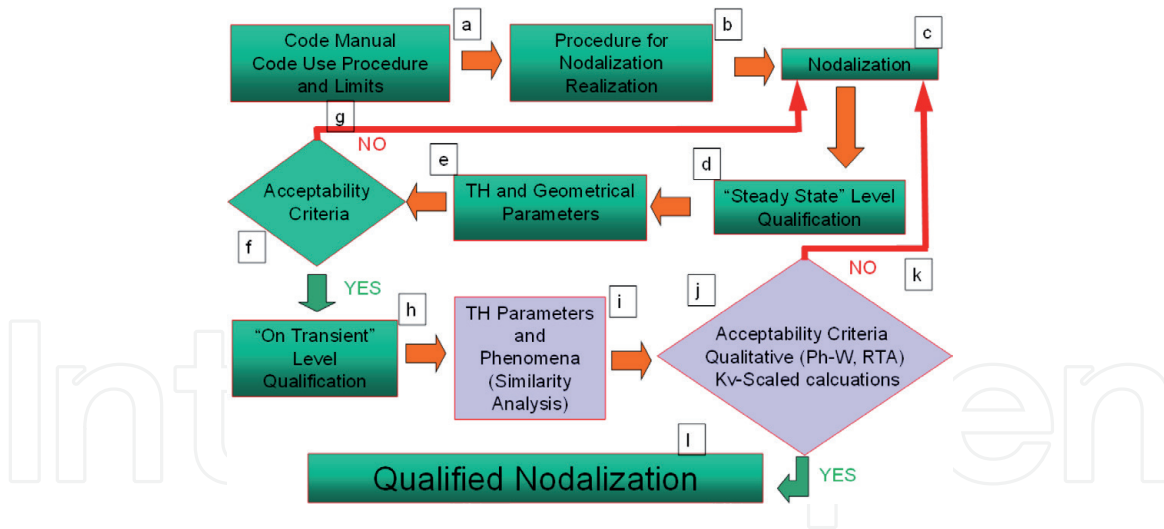 a
Code Manual
Code Use Procedure
and Limits
b
Procedure for
Nodalization
Realization
c
Nodalization
g
NO
d
“Steady State” Level
Qualification
e
TH and Geometrical
Parameters
Acceptability
Criteria
f
YES
h
“On Transient”
Level
Qualification
i
TH Parameters
and
Phenomena
(Similarity
Analysis)
j
NO
k
Acceptability Criteria
Qualitative (Ph-W, RTA)
Kv-Scaled calcuations
YES
l
Qualified Nodalization